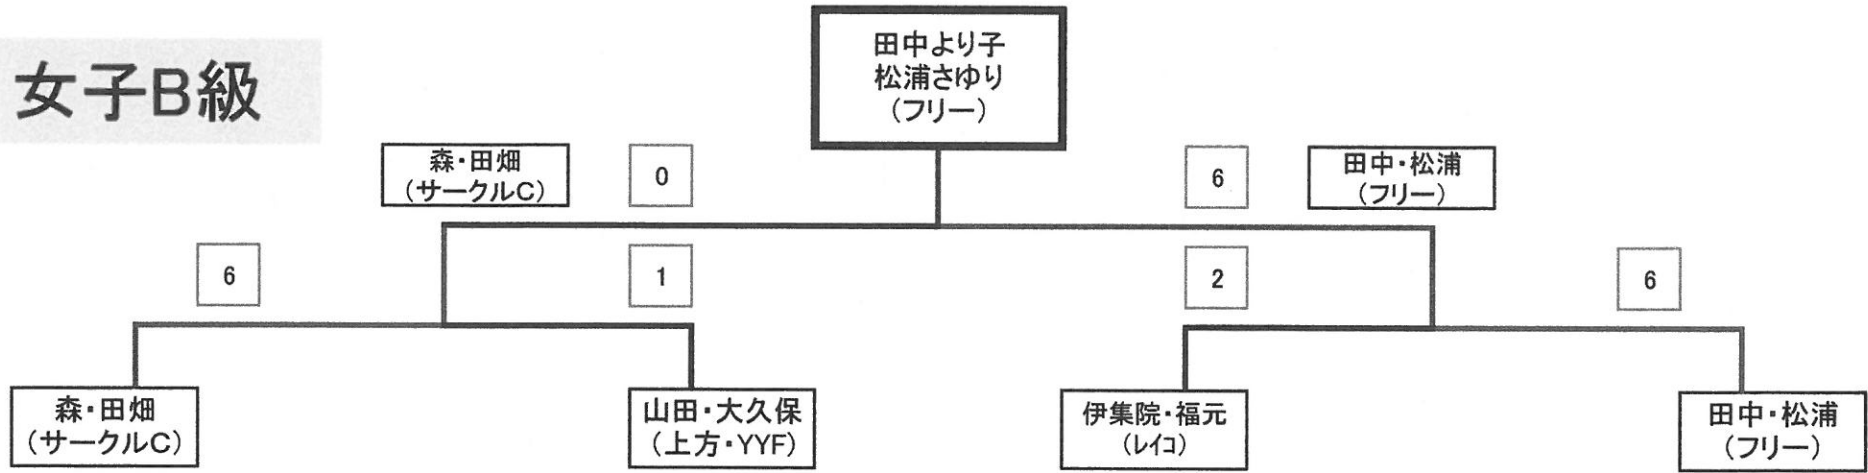 女子B級
田中より子
松浦さゆり
(フリー)
森・田畑
(サークルC)
0
6
田中・松浦
(フリー)
6
1
2
6
森・田畑
(サークルC)
山田・大久保
(上方・YYF)
伊集院・福元
(レイコ)
田中・松浦
(フリー)